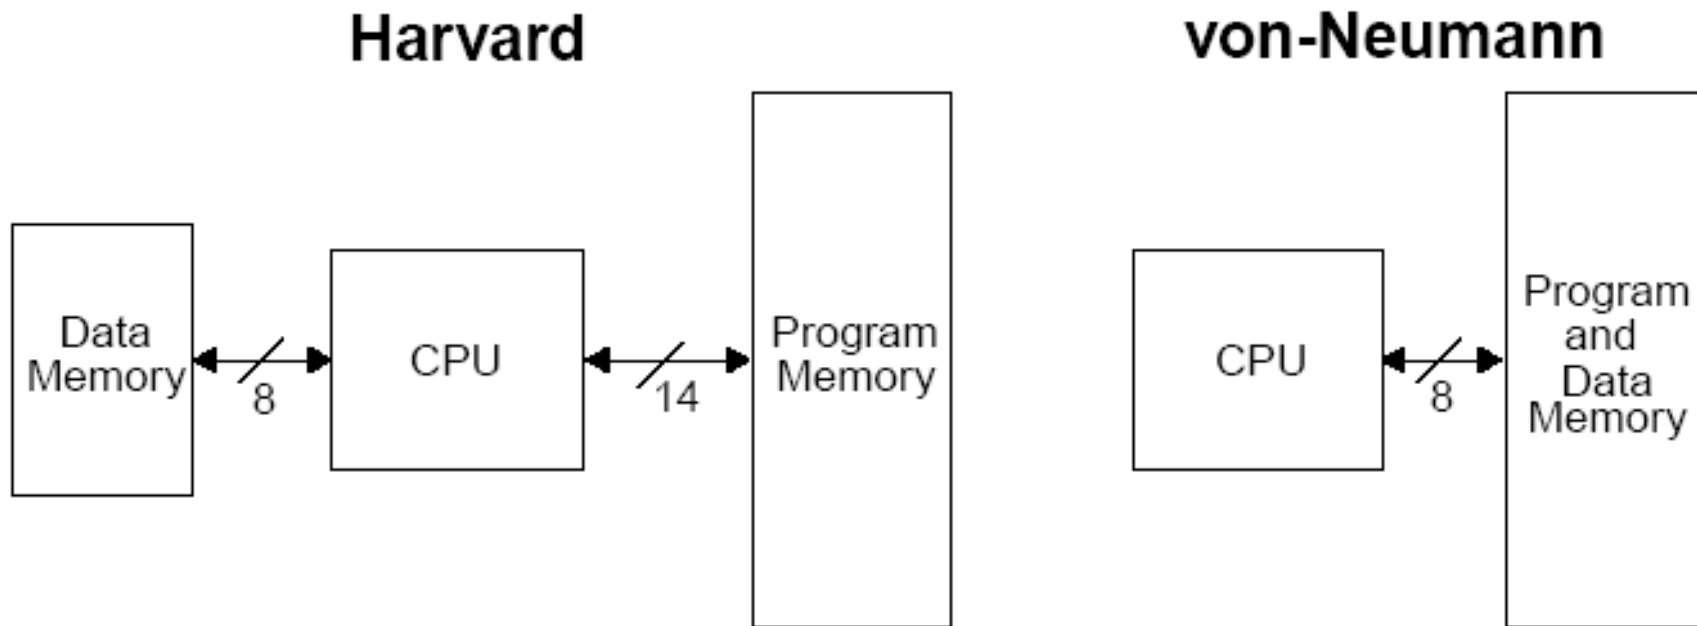 Harvard
von-Neumann
Data
Memory
8
CPU
14
Program
Memory
CPU
8
Program
and
Data
Memory